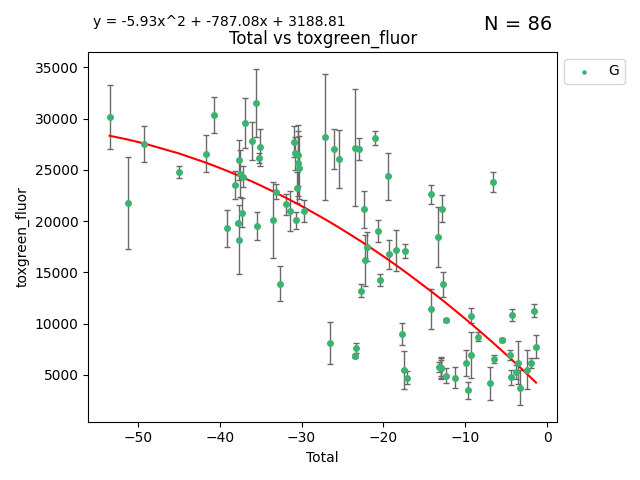 y = -5.93x^2 + -787.08x + 3188.81
N = 86
Total vs toxgreen_fluor
G
35000
30000
25000
20000
15000
10000
5000
toxgreen_fluor
−50
−40
−30
−20
−10
0
Total